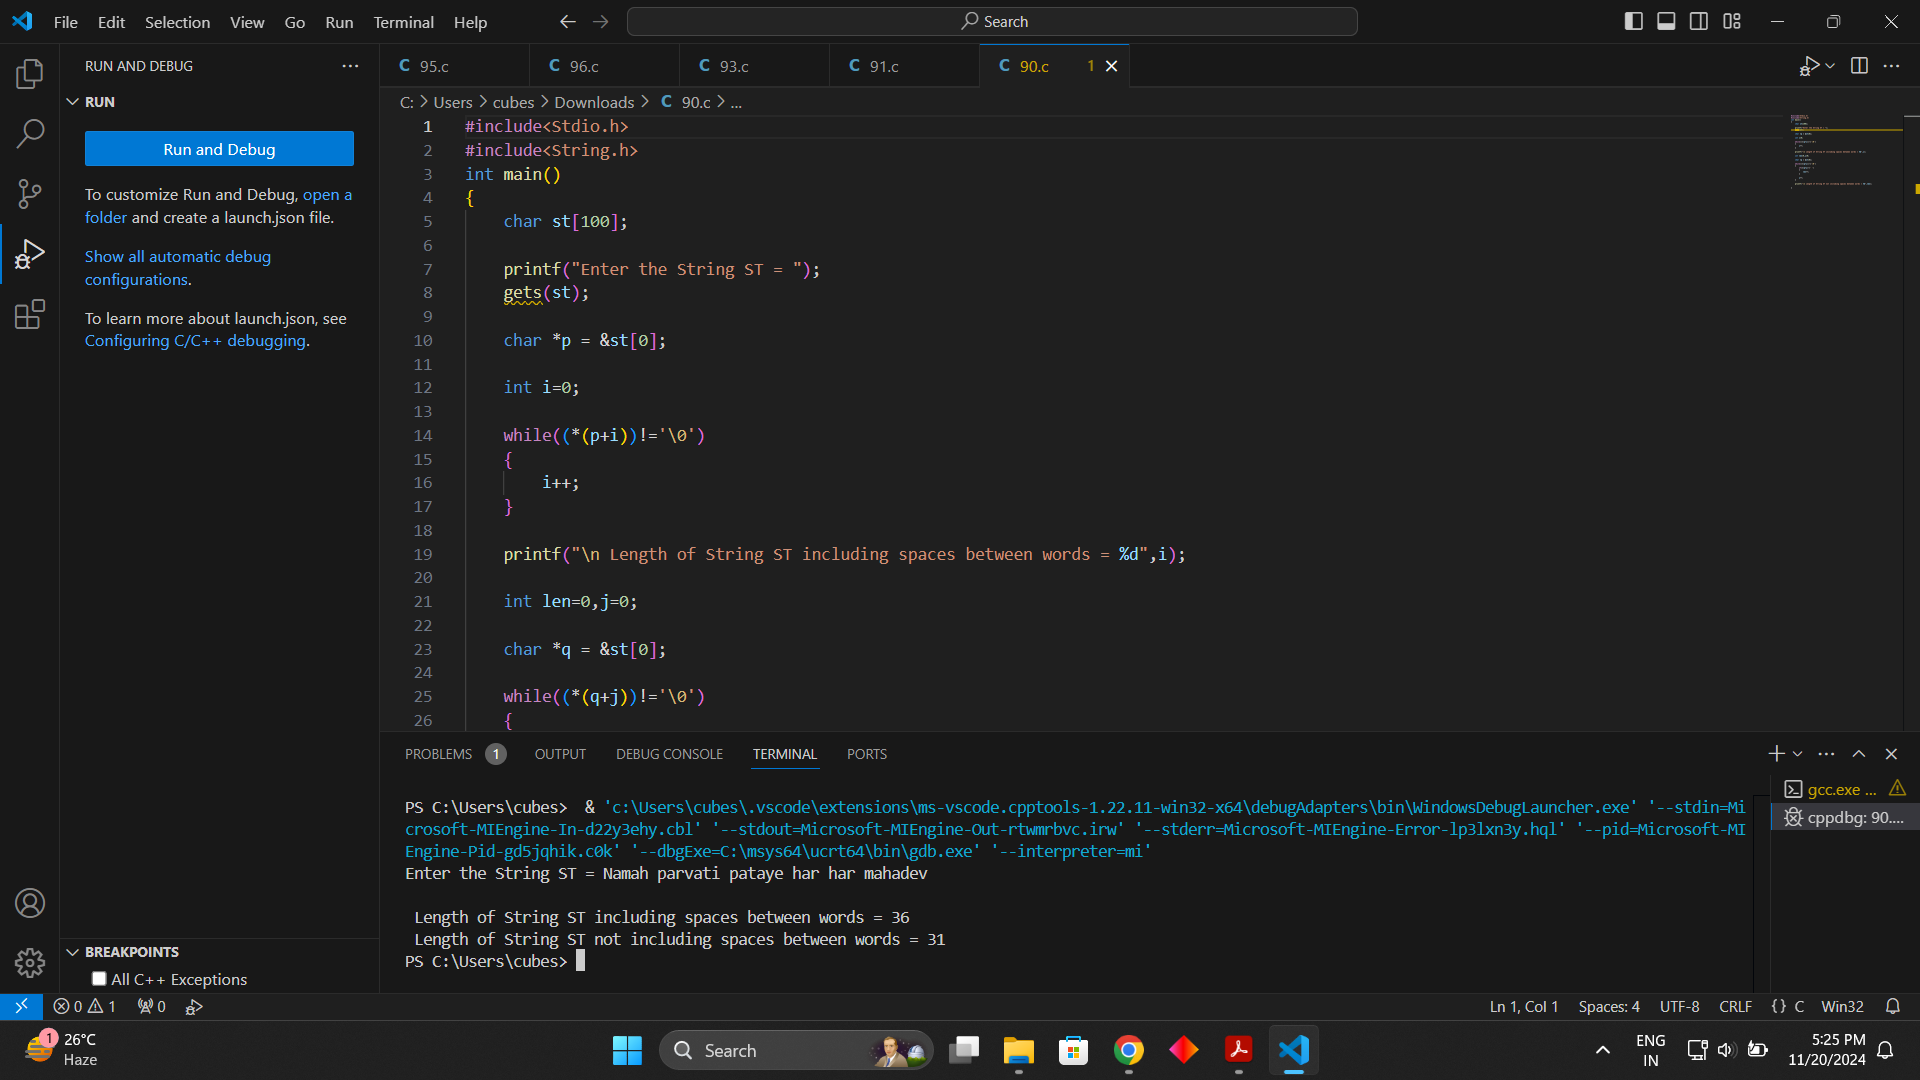 File Edit Selection View Go Run Terminal Help
Search
RUN AND DEBUG
RUN
Run and Debug
To customize Run and Debug, open a
folder and create a launch.json file.
Show all automatic debug
configurations.
To learn more about launch.json, see
Configuring C/C++ debugging.
C 95.c
C 96.c
C 93.c
C 91.c
C 90.c 1
C: > Users > cubes > Downloads > C 90.c > ...
1 #include<Stdio.h>
2 #include<String.h>
3 int main()
4 {
5 char st[100];
6
7 printf("Enter the String ST = ");
8 gets(st);
9
10 char *p = &st[0];
11
12 int i=0;
13
14 while((*(p+i))!='\0')
15 {
16 i++;
17 }
18
19 printf("\n Length of String ST including spaces between words = %d",i);
20
21 int len=0,j=0;
22
23 char *q = &st[0];
24
25 while((*(q+j))!='\0')
26 {
PROBLEMS 1 OUTPUT DEBUG CONSOLE TERMINAL PORTS
PS C:\Users\cubes>  & 'c:\Users\cubes\.vscode\extensions\ms-vscode.cpptools-1.22.11-win32-x64\debugAdapters\bin\WindowsDebugLauncher.exe' '--stdin=Mi
crosoft-MIEngine-In-d22y3ehy.cbl' '--stdout=Microsoft-MIEngine-Out-rtwmrbvc.irw' '--stderr=Microsoft-MIEngine-Error-lp3lxn3y.hql' '--pid=Microsoft-MI
Engine-Pid-gd5jqhik.c0k' '--dbgExe=C:\msys64\ucrt64\bin\gdb.exe' '--interpreter=mi'
Enter the String ST = Namah parvati pataye har har mahadev
Length of String ST including spaces between words = 36
Length of String ST not including spaces between words = 31
PS C:\Users\cubes>
gcc.exe ...
cppdbg: 90....
BREAKPOINTS
All C++ Exceptions
0 1 0
Ln 1, Col 1 Spaces: 4 UTF-8 CRLF {} C Win32
1
26°C
Haze
Search
ENG
IN
5:25 PM
11/20/2024